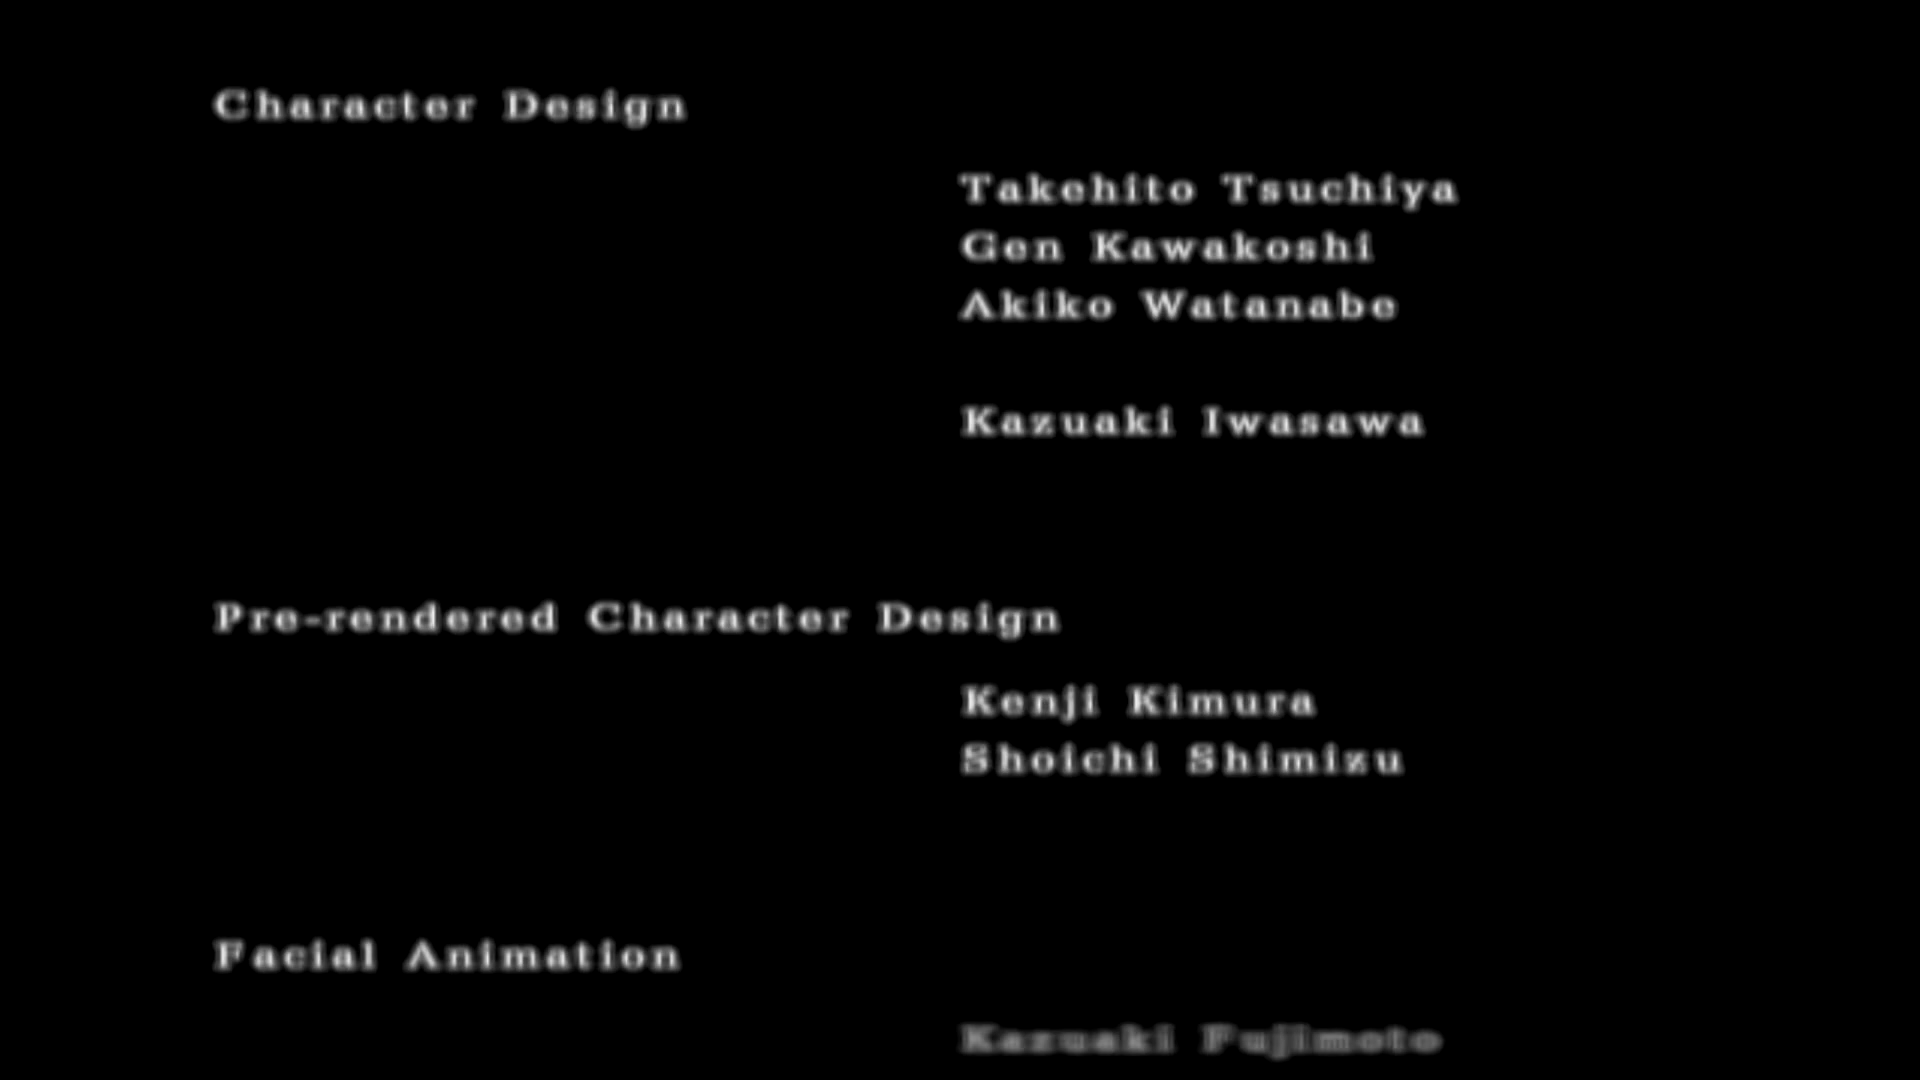 Character Design
Takehito Tsuchiya
Gen Kawakoshi
Akiko Watanabe
Kazuaki Iwasawa
Pre-rendered Character Design
Kenji Kimura
Shoichi Shimizu
Facial Animation
Kazuaki Fujimoto